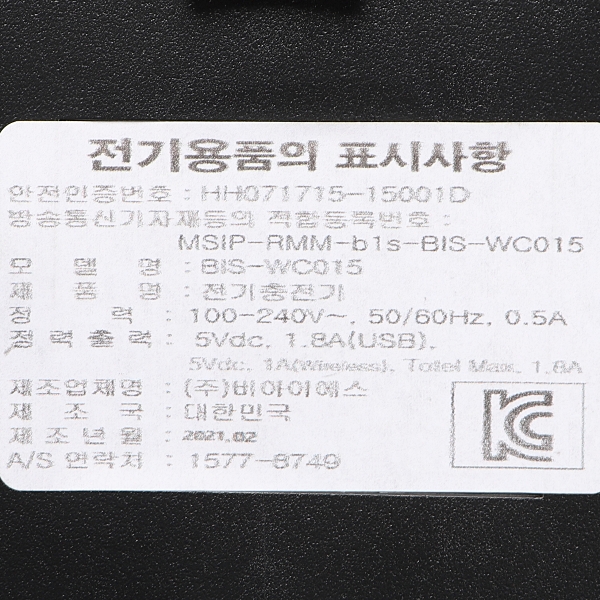 전기용품의 표시사항
안전인증번호 : HH071715-15001D
방송통신기자재등의 적합등록번호 :
MSIP-RMM-b1s-BIS-WC015
모델명 : BIS-WC015
제품명 : 전기충전기
정력 : 100-240V~, 50/60Hz, 0.5A
정력출력 : 5Vdc, 1.8A(USB).
5Vdc, 1A(Wireless), Total Max. 1.8A
제조업체명 : (주)비아이에스
제조국 : 대한민국
제조년월 : 2021.02
A/S 연락처 : 1577-8749